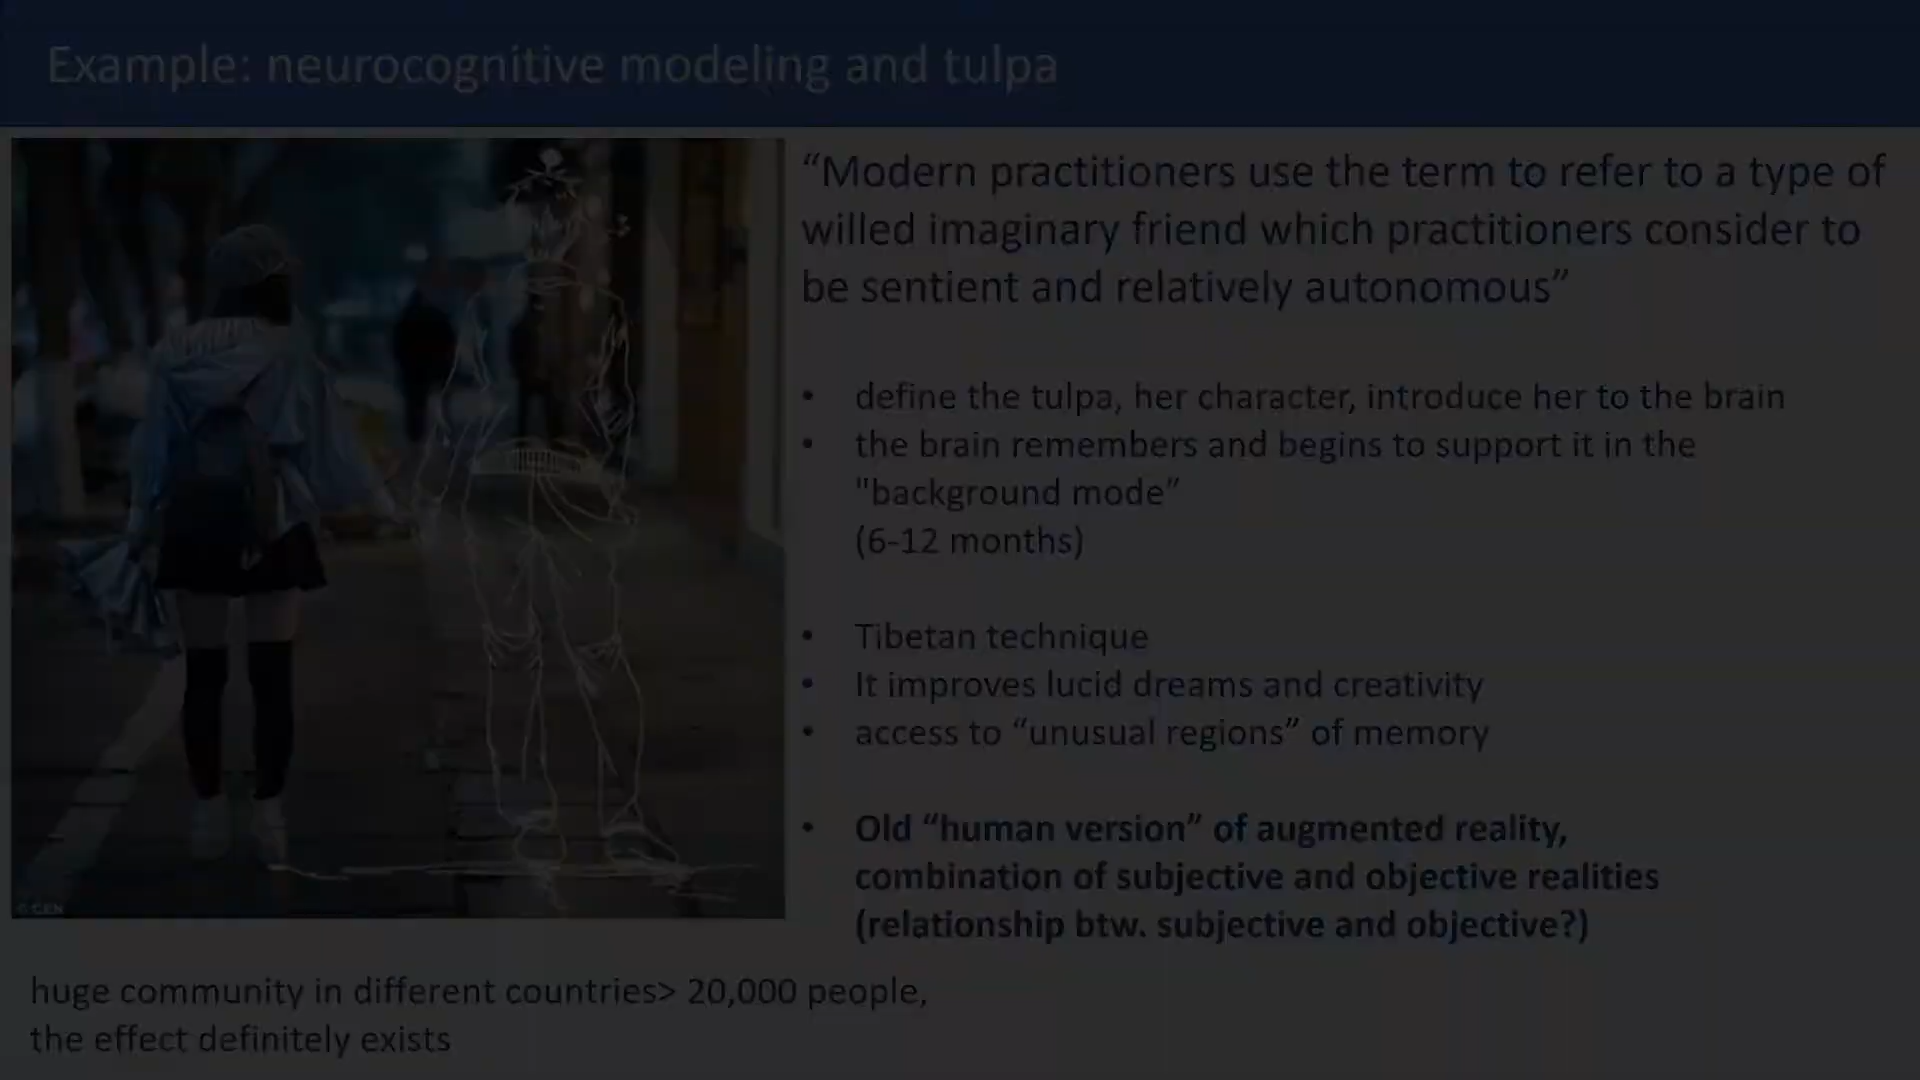 Example: neurocognitive modeling and tulpa
“Modern practitioners use the term to refer to a type of
willed imaginary friend which practitioners consider to
be sentient and relatively autonomous”
• define the tulpa, her character, introduce her to the brain
• the brain remembers and begins to support it in the
"background mode”
(6-12 months)
• Tibetan technique
• It improves lucid dreams and creativity
• access to “unusual regions” of memory
• Old “human version” of augmented reality,
combination of subjective and objective realities
(relationship btw. subjective and objective?)
© CEN
huge community in different countries> 20,000 people,
the effect definitely exists